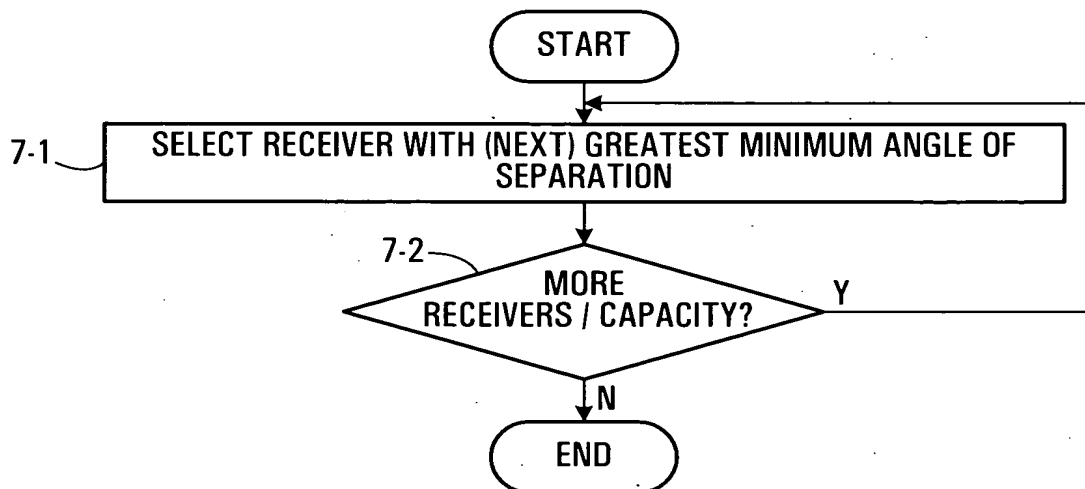 START
7-1
SELECT RECEIVER WITH (NEXT) GREATEST MINIMUM ANGLE OF
SEPARATION
7-2
MORE
RECEIVERS / CAPACITY?
Y
N
END